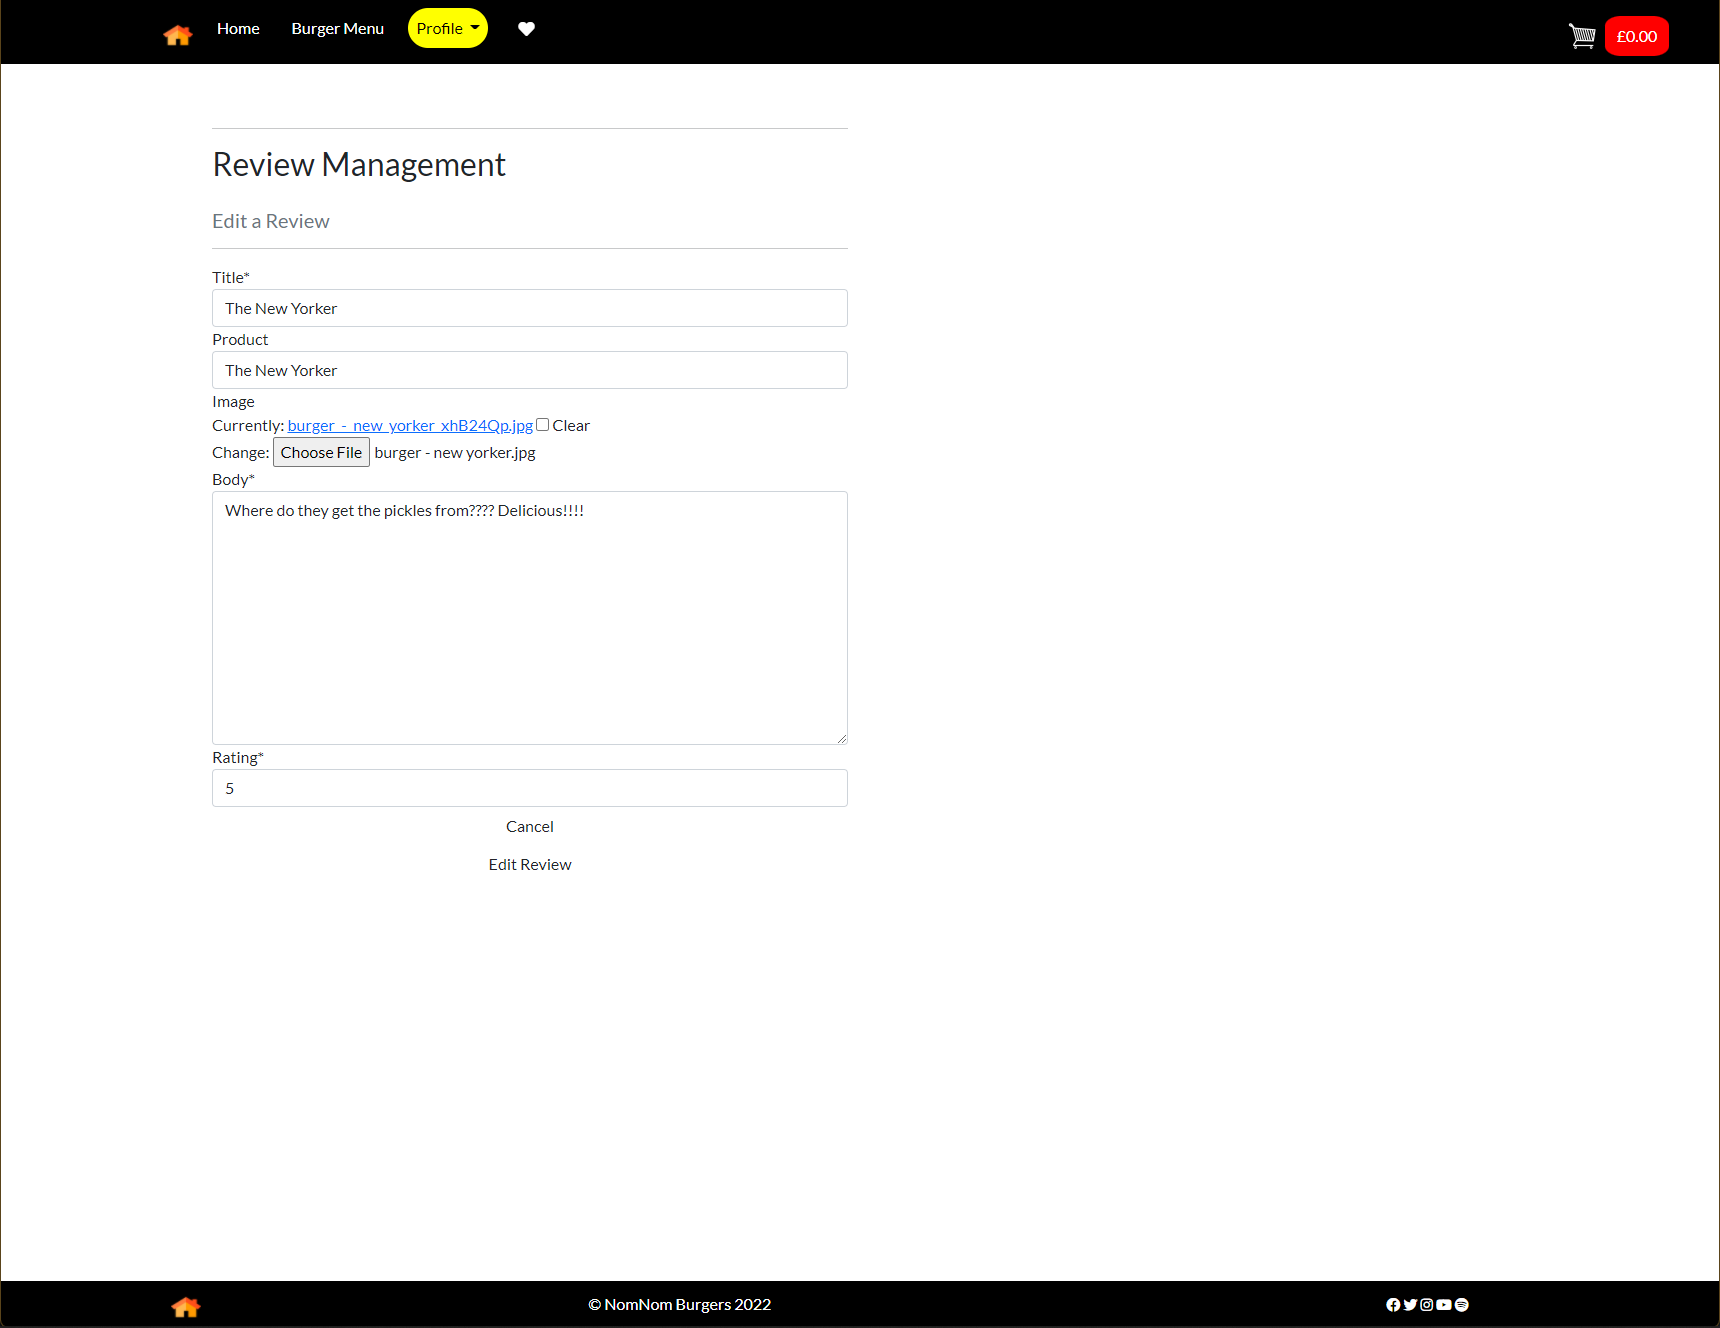 Home Burger Menu Profile £0.00
Review Management
Edit a Review
Title*
The New Yorker
Product
The New Yorker
Image
Currently: burger_-_new_yorker_xhB24Qp.jpg Clear
Change: Choose File burger - new yorker.jpg
Body*
Where do they get the pickles from???? Delicious!!!!
Rating*
5
Cancel
Edit Review
© NomNom Burgers 2022